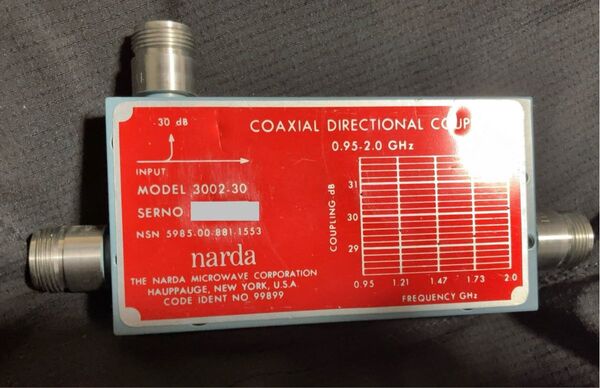 -30 dB
COAXIAL DIRECTIONAL
0.95-2.0 GHz
INPUT
MODEL 3002-30
SERNO
NSN 5985-00-881-1553
narda
THE NARDA MICROWAVE CORPORATION
HAUPPAUGE, NEW YORK, U.S.A.
CODE IDENT NO 99899
COUPLING dB
31
30
29
0.95 1.21 1.47 1.73 2.0
FREQUENCY GHz